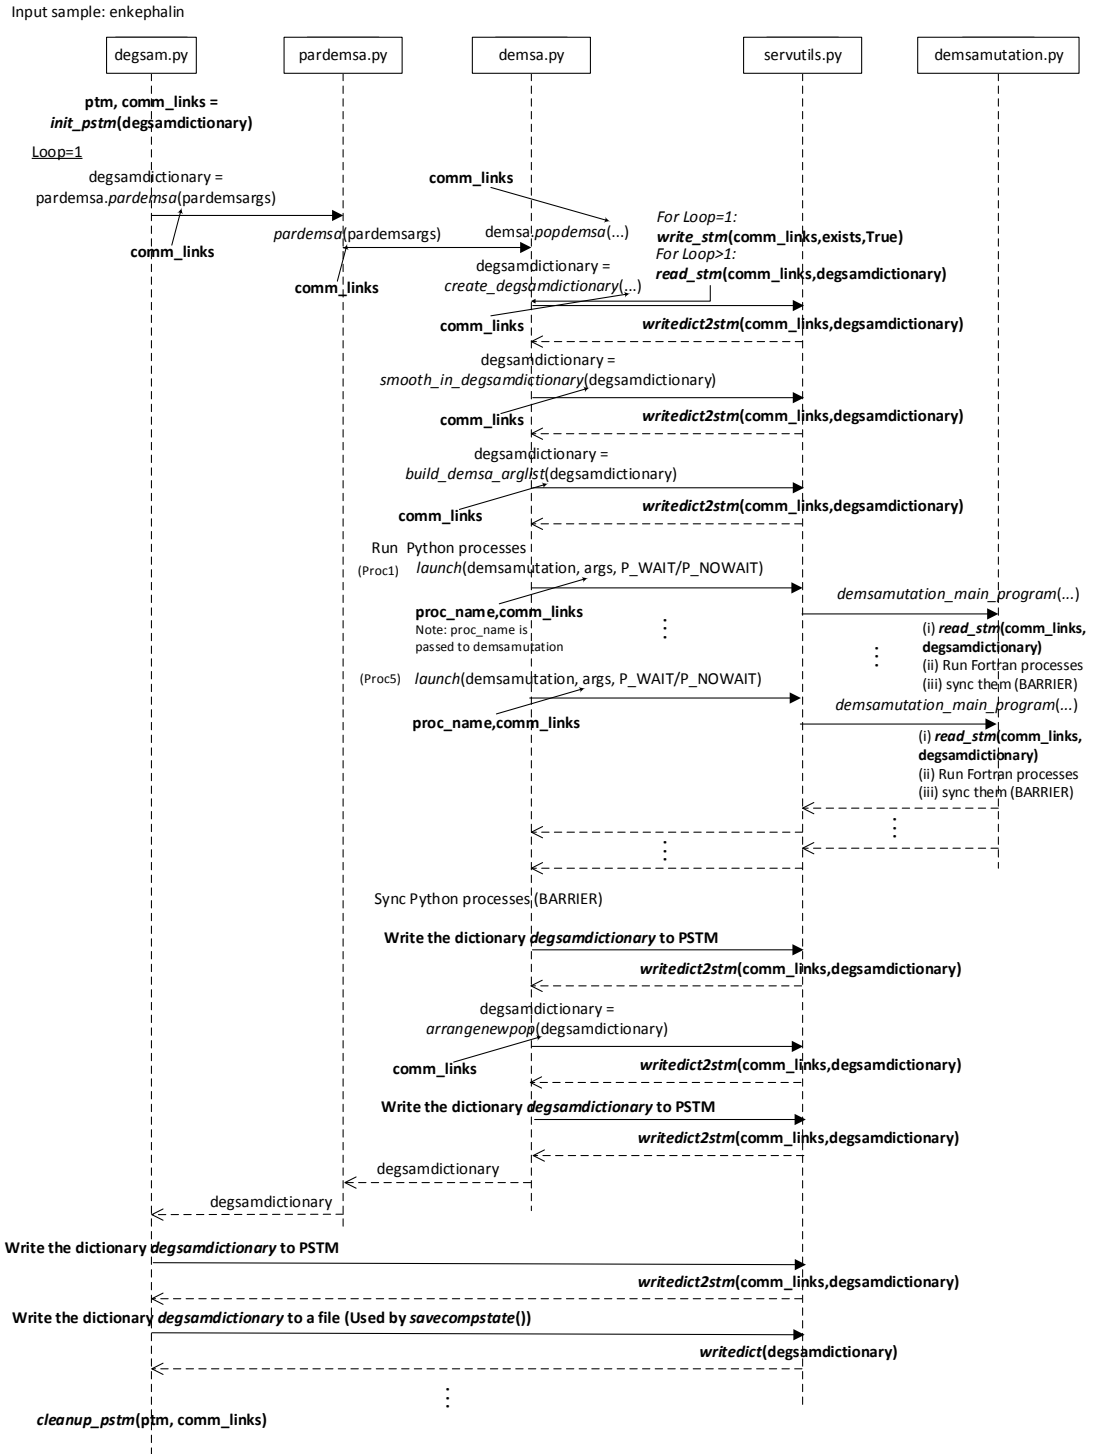 Input sample: enkephalin
degsam.py
pardemsa.py
demsa.py
servutils.py
demsamutation.py
ptm, comm_links =
init_pstm(degsamdictionary)
Loop=1
degsamdictionary =
pardemsa.pardemsa(pardemsargs)
comm_links
pardemsa(pardemsargs)
comm_links
comm_links
demsa.popdemsa(...)
For Loop=1:
write_stm(comm_links,exists,True)
For Loop>1:
read_stm(comm_links,degsamdictionary)
degsamdictionary =
create_degsamdictionary(...)
comm_links
writedict2stm(comm_links,degsamdictionary)
degsamdictionary =
smooth_in_degsamdictionary(degsamdictionary)
comm_links
writedict2stm(comm_links,degsamdictionary)
degsamdictionary =
build_demsa_arglist(degsamdictionary)
comm_links
writedict2stm(comm_links,degsamdictionary)
Run Python processes
(Proc1) launch(demsamutation, args, P_WAIT/P_NOWAIT)
proc_name,comm_links
Note: proc_name is
passed to demsamutation
demsamutation_main_program(...)
(i) read_stm(comm_links,
degsamdictionary)
(ii) Run Fortran processes
(iii) sync them (BARRIER)
(Proc5) launch(demsamutation, args, P_WAIT/P_NOWAIT)
proc_name,comm_links
demsamutation_main_program(...)
(i) read_stm(comm_links,
degsamdictionary)
(ii) Run Fortran processes
(iii) sync them (BARRIER)
Sync Python processes (BARRIER)
Write the dictionary degsamdictionary to PSTM
writedict2stm(comm_links,degsamdictionary)
degsamdictionary =
arrangenewpop(degsamdictionary)
comm_links
writedict2stm(comm_links,degsamdictionary)
Write the dictionary degsamdictionary to PSTM
writedict2stm(comm_links,degsamdictionary)
degsamdictionary
degsamdictionary
Write the dictionary degsamdictionary to PSTM
writedict2stm(comm_links,degsamdictionary)
Write the dictionary degsamdictionary to a file (Used by savecompstate())
writedict(degsamdictionary)
cleanup_pstm(ptm, comm_links)